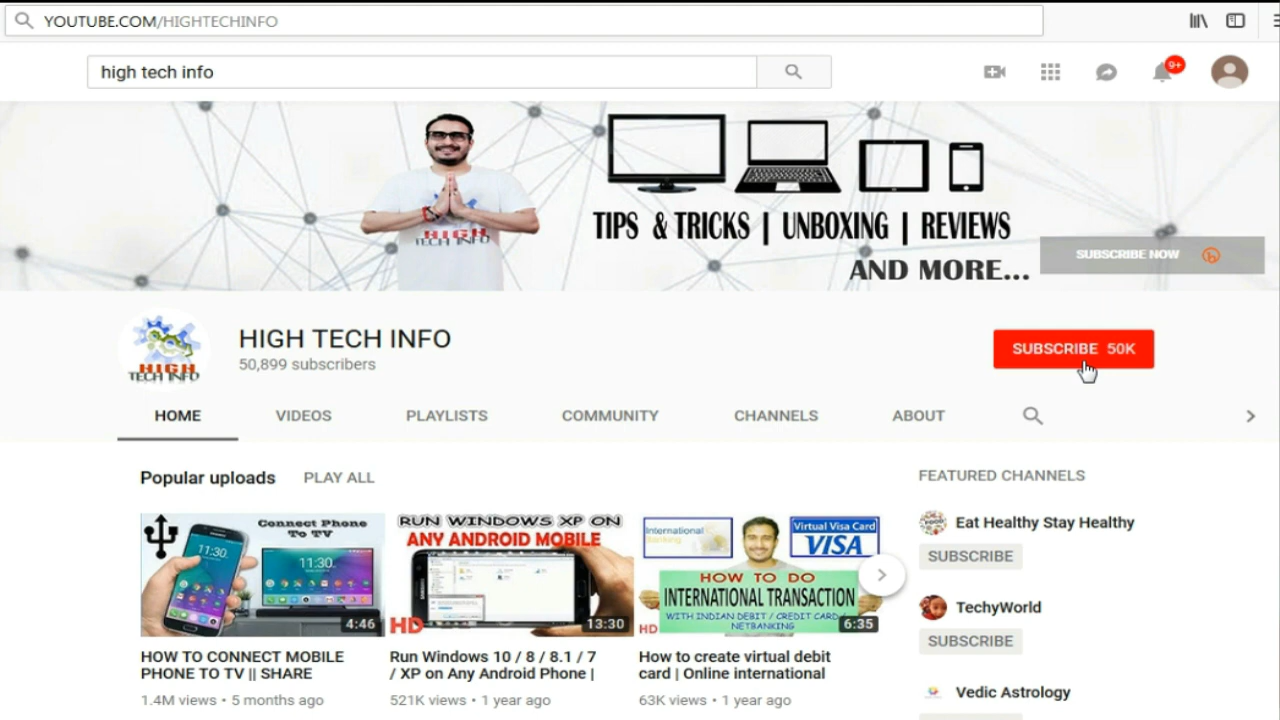 YOUTUBE.COM/HIGHTECHINFO
high tech info
9+
HIGH
TECH INFO
TIPS & TRICKS | UNBOXING | REVIEWS
AND MORE...
SUBSCRIBE NOW
HIGH
TECH INFO
HIGH TECH INFO
50,899 subscribers
SUBSCRIBE 50K
HOME VIDEOS PLAYLISTS COMMUNITY CHANNELS ABOUT
Popular uploads PLAY ALL
FEATURED CHANNELS
Connect Phone
To TV
11:30
11:30
4:46
RUN WINDOWS XP ON
ANY ANDROID MOBILE
HD
13:30
International
Banking
Virtual Visa Card
VISA
HOW TO DO
INTERNATIONAL TRANSACTION
WITH INDIAN DEBIT / CREDIT CARD
NETBANKING
HD
6:35
HOW TO CONNECT MOBILE
PHONE TO TV || SHARE
1.4M views • 5 months ago
Run Windows 10 / 8 / 8.1 / 7
/ XP on Any Android Phone |
521K views • 1 year ago
How to create virtual debit
card | Online international
63K views • 1 year ago
Eat Healthy Stay Healthy
SUBSCRIBE
TechyWorld
SUBSCRIBE
Vedic Astrology